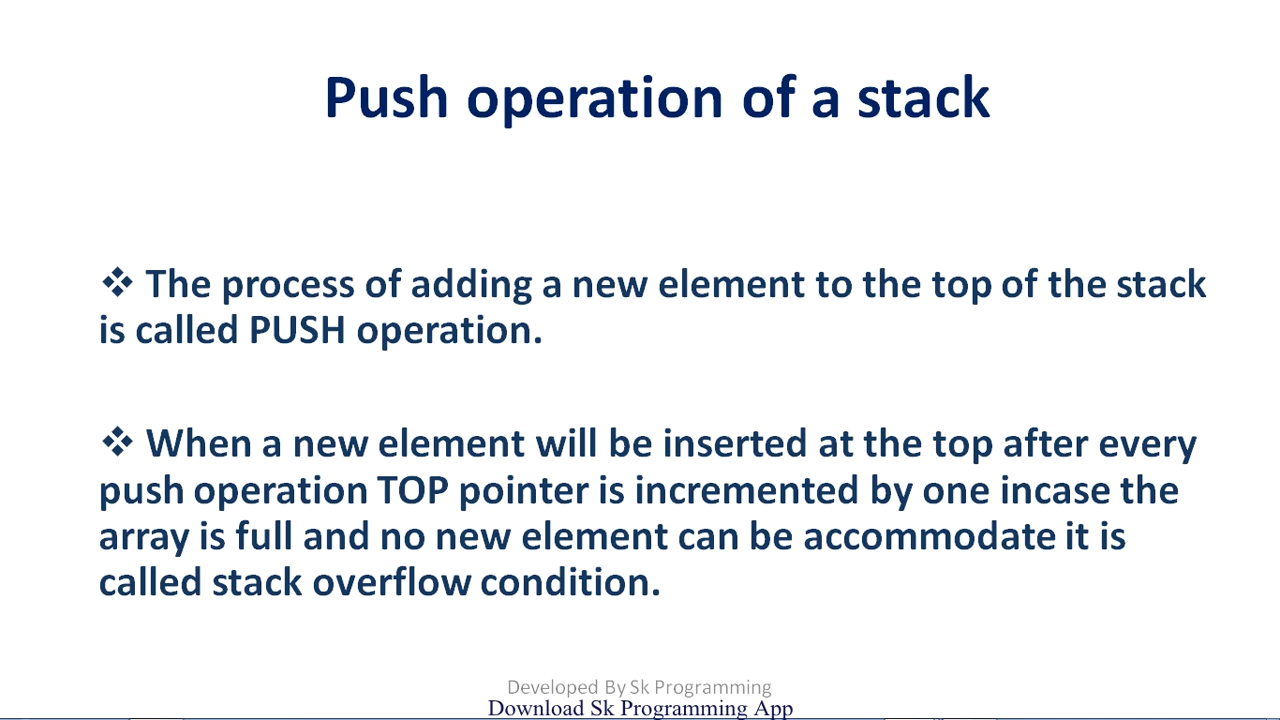 Push operation of a stack
❖ The process of adding a new element to the top of the stack
is called PUSH operation.
❖ When a new element will be inserted at the top after every
push operation TOP pointer is incremented by one incase the
array is full and no new element can be accommodate it is
called stack overflow condition.
Developed By Sk Programming
Download Sk Programming App